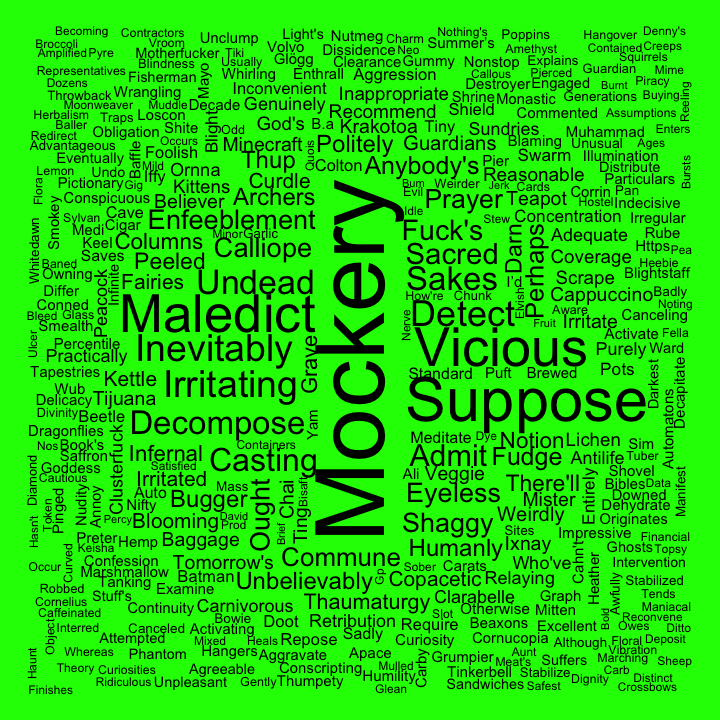 Becoming
Contractors
Light's
Nutmeg
Charm
Nothing's
Poppins
Hangover
Denny's
Broccoli
Vroom
Unclump
Volvo
Dissidence
Neo
Summer's
Amethyst
Contained
Creeps
Amplified
Pyre
Motherfucker
Tiki
Usually
Glögg
Clearance
Gummy
Nonstop
Explains
Squirrels
Representatives
Blindness
Whirling
Enthrall
Aggression
Callous
Pierced
Guardian
Mime
Dozens
Fisherman
Mayo
Inconvenient
Inappropriate
Destroyer
Engaged
Burnt
Piracy
Throwback
Wrangling
Decade
Genuinely
Recommend
Shrine
Monastic
Generations
Buying
Reeling
Moonweaver
Muddle
Loscon
Blight
God's
B.a
Krakotoa
Tiny
Shield
Commented
Assumptions
Herbalism
Traps
Shite
Odd
Minecraft
Quois
Politely
Guardians
Sundries
Muhammad
Enters
Baller
Obligation
Occurs
Foolish
Thup
Colton
Anybody's
Blaming
Unusual
Ages
Redirect
Advantageous
Baffle
Mild
Iffy
Ornna
Curdle
Pier
Swarm
Illumination
Bursts
Eventually
Undo
Gig
Kittens
Archers
Reasonable
Distribute
Particulars
Lemon
Pictionary
Believer
Bum
Evil
Weirder
Jerk
Cards
Corrin
Pan
Flora
Conspicuous
Enfeeblement
Idle
Prayer
Teapot
Hostel
Indecisive
Smokey
Sylvan
Cave
Cigar
Minor
Garlic
Stew
Concentration
Irregular
Whitedawn
Medi
Keel
Columns
Calliope
Fuck's
Darn
Adequate
Rube
Saves
Peeled
Sacred
Perhaps
Coverage
Https
Pea
Baned
Owning
Infinite
Fairies
Undead
Sakes
I'd
Scrape
Heebie
Blightstaff
Differ
Peacock
How're
Chunk
Elvish
Cappuccino
Badly
Conned
Maledict
Mockery
Detect
Aware
Noting
Bleed
Glass
Smealth
Nerve
Fruit
Irritate
Canceling
Ulcer
Percentile
Inevitably
Grave
Vicious
Activate
Fella
Practically
Purely
Ward
Tapestries
Kettle
Irritating
Standard
Puft
Brewed
Pots
Wub
Delicacy
Tijuana
Suppose
Darkest
Decapitate
Divinity
Beetle
Decompose
Yam
Dragonflies
Clusterfuck
Meditate
Dye
Notion
Lichen
Sim
Automatons
Nos
Book's
Saffron
Infernal
Containers
Admit
Fudge
Antilife
Tuber
Goddess
Satisfied
Casting
Ali
Veggie
There'll
Shovel
Diamond
Cautious
Irritated
Bisaft
Eyeless
Entirely
Bibles
Data
Manifest
Token
Pinged
Nudity
Annoy
Auto
Nifty
Bugger
Mass
Ought
Chai
Ting
Mister
Downed
Dehydrate
Hasn't
Percy
Blooming
David
Prod
Brief
Shaggy
Weirdly
Originates
Preter
Keisha
Hemp
Baggage
Sites
Ixnay
Impressive
Financial
Curved
Confession
Commune
Humanly
Who've
Cahn't
Ghosts
Topsy
Occur
Marshmallow
Tomorrow's
Gp
Sober
Carats
Intervention
Tanking
Batman
Unbelievably
Copacetic
Relaying
Heather
Stabilized
Robbed
Stuff's
Examine
Clarabelle
Graph
Awfully
Tends
Cornelius
Continuity
Carnivorous
Thaumaturgy
Otherwise
Mitten
Bold
Maniacal
Caffeinated
Bowie
Doot
Retribution
Require
Slot
Beaxons
Excellent
Owes
Reconvene
Object
Interred
Canceled
Activating
Sadly
Ditto
Attempted
Mixed
Heals
Repose
Curiosity
Cornucopia
Although
Floral
Deposit
Whereas
Phantom
Hangers
Aggravate
Apace
Carby
Grumpier
Aunt
Meat's
Suffers
Vibration
Marching
Sheep
Haunt
Theory
Curiosities
Agreeable
Conscripting
Mulled
Humility
Tinkerbell
Stabilize
Dignity
Carb
Distinct
Finishes
Ridiculous
Unpleasant
Gently
Thumpety
Glean
Sandwiches
Safest
Crossbows